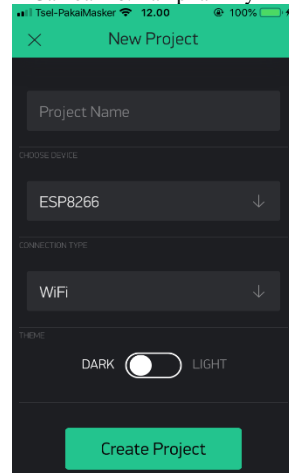 Tsel-PakaiMasker 12.00 100%
New Project
Project Name
CHOOSE DEVICE
ESP8266
CONNECTION TYPE
WiFi
THEME
DARK LIGHT
Create Project